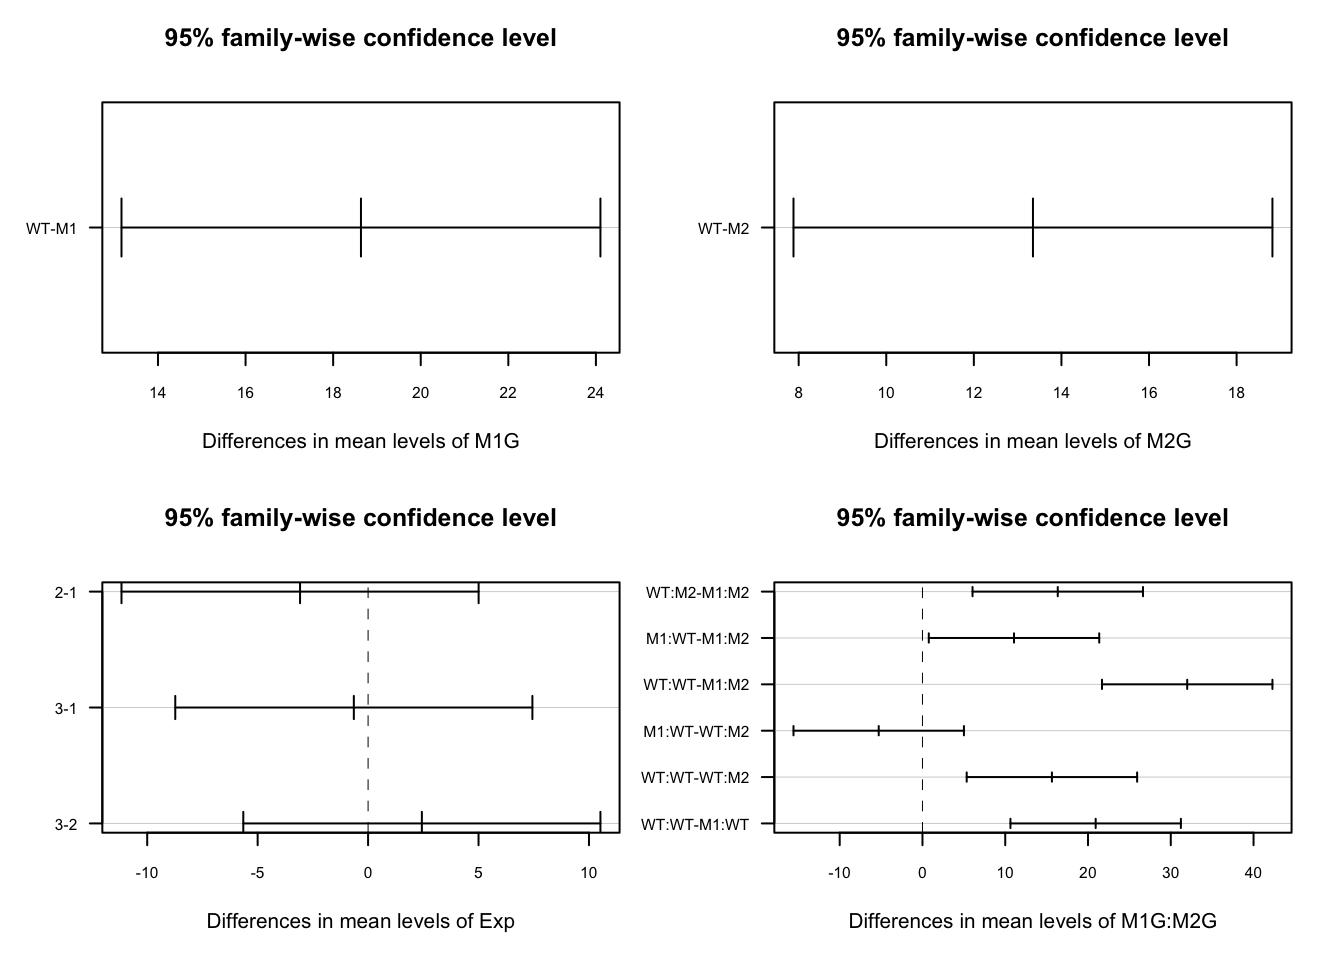 95% family-wise confidence level
WT-M1
14 16 18 20 22 24
Differences in mean levels of M1G
95% family-wise confidence level
WT-M2
8 10 12 14 16 18
Differences in mean levels of M2G
95% family-wise confidence level
2-1
3-1
3-2
-10 -5 0 5 10
Differences in mean levels of Exp
95% family-wise confidence level
WT:M2-M1:M2
M1:WT-M1:M2
WT:WT-M1:M2
M1:WT-WT:M2
WT:WT-WT:M2
WT:WT-M1:WT
-10 0 10 20 30 40
Differences in mean levels of M1G:M2G